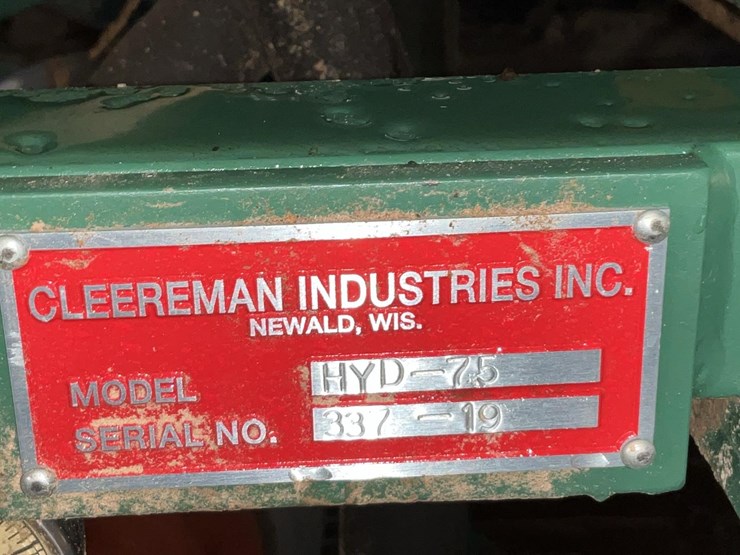 CLEEREMAN INDUSTRIES INC.
NEWALD, WIS.
MODEL HYD-75
SERIAL NO. 337-19